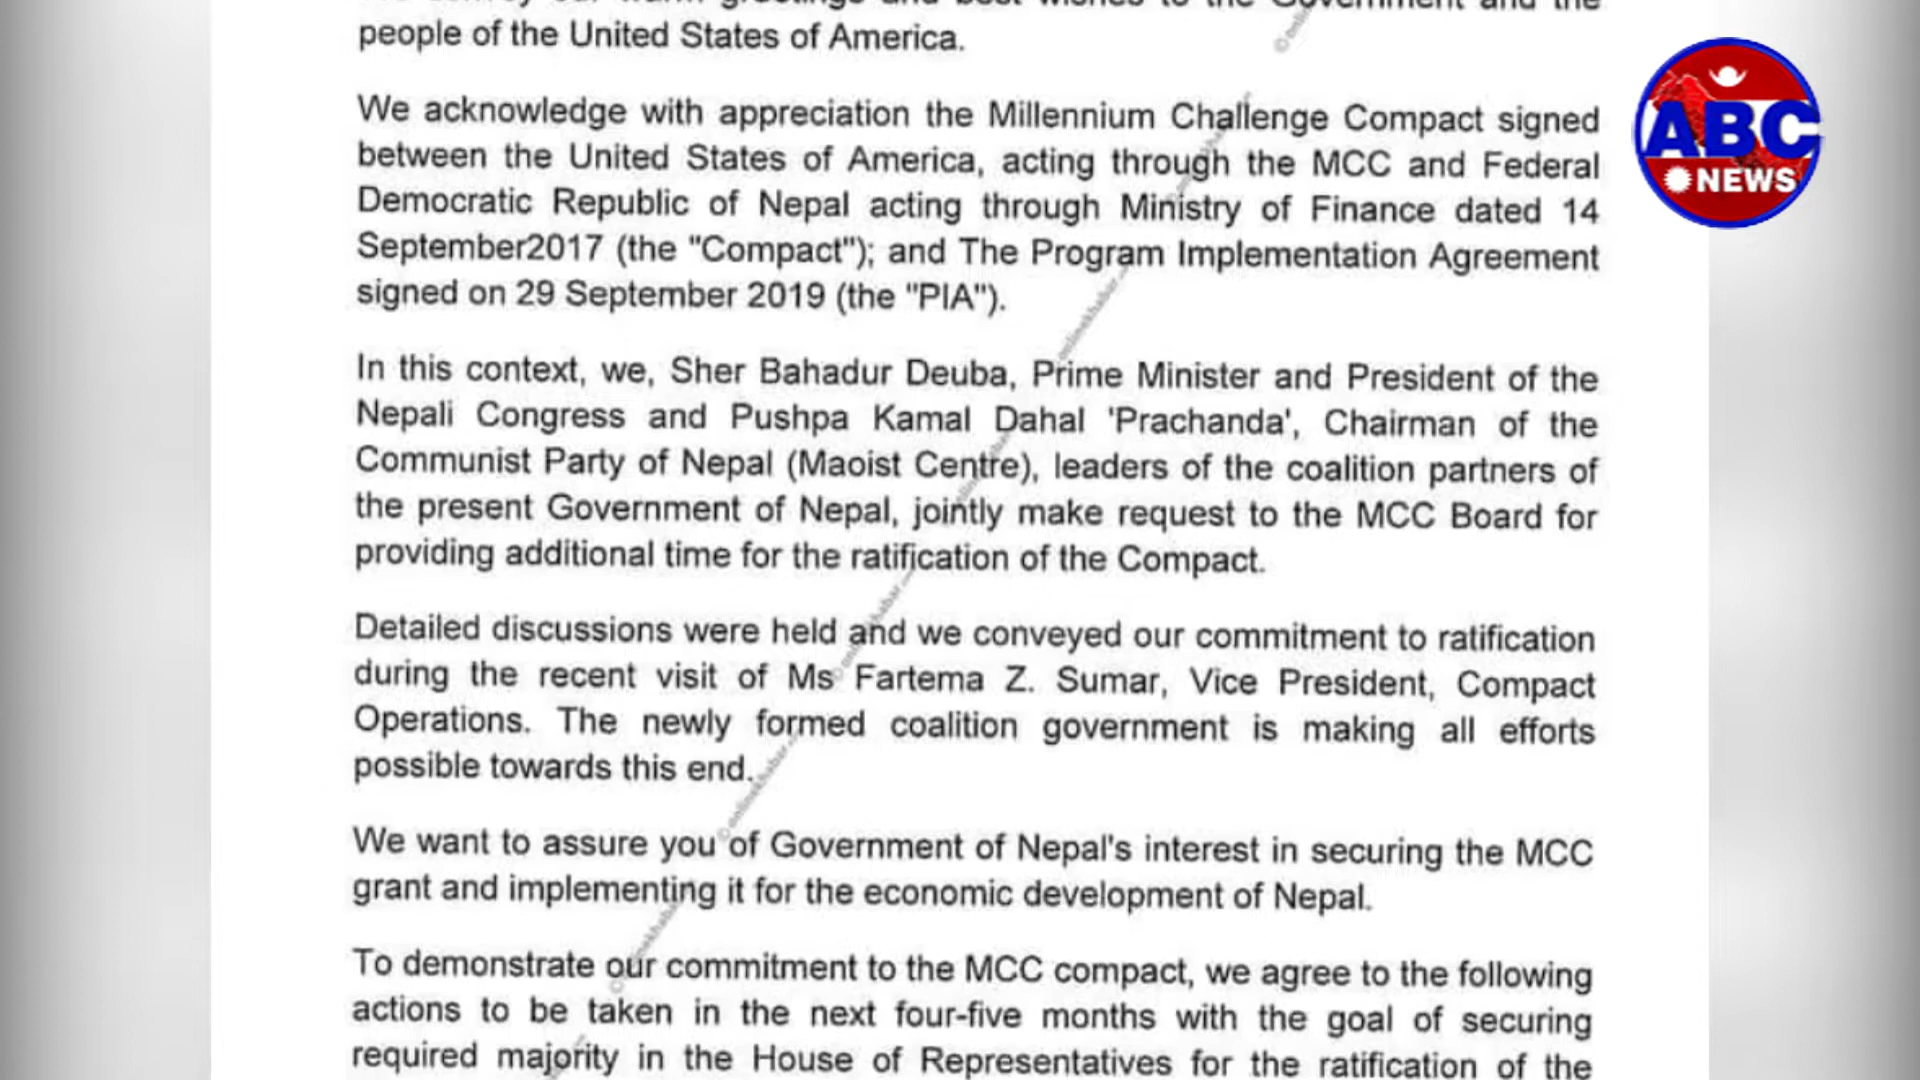 people of the United States of America.
We acknowledge with appreciation the Millennium Challenge Compact signed
between the United States of America, acting through the MCC and Federal
Democratic Republic of Nepal acting through Ministry of Finance dated 14
September2017 (the "Compact"); and The Program Implementation Agreement
signed on 29 September 2019 (the "PIA").
In this context, we, Sher Bahadur Deuba, Prime Minister and President of the
Nepali Congress and Pushpa Kamal Dahal 'Prachanda', Chairman of the
Communist Party of Nepal (Maoist Centre), leaders of the coalition partners of
the present Government of Nepal, jointly make request to the MCC Board for
providing additional time for the ratification of the Compact.
Detailed discussions were held and we conveyed our commitment to ratification
during the recent visit of Ms Fartema Z. Sumar, Vice President, Compact
Operations. The newly formed coalition government is making all efforts
possible towards this end.
We want to assure you of Government of Nepal's interest in securing the MCC
grant and implementing it for the economic development of Nepal.
To demonstrate our commitment to the MCC compact, we agree to the following
actions to be taken in the next four-five months with the goal of securing
required majority in the House of Representatives for the ratification of the
ABC
NEWS